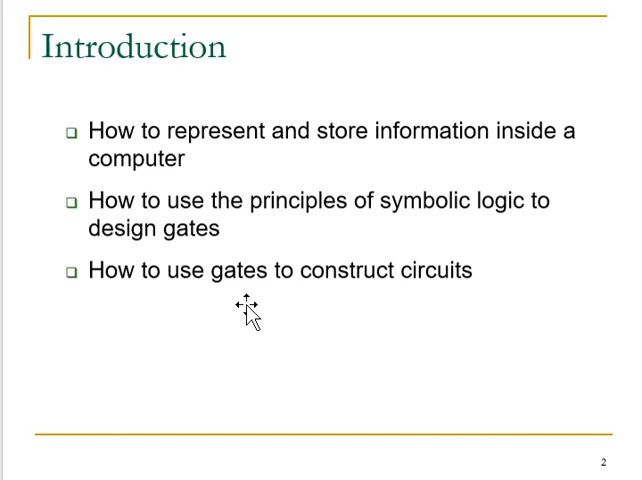 Introduction
How to represent and store information inside a
computer
How to use the principles of symbolic logic to
design gates
How to use gates to construct circuits
2